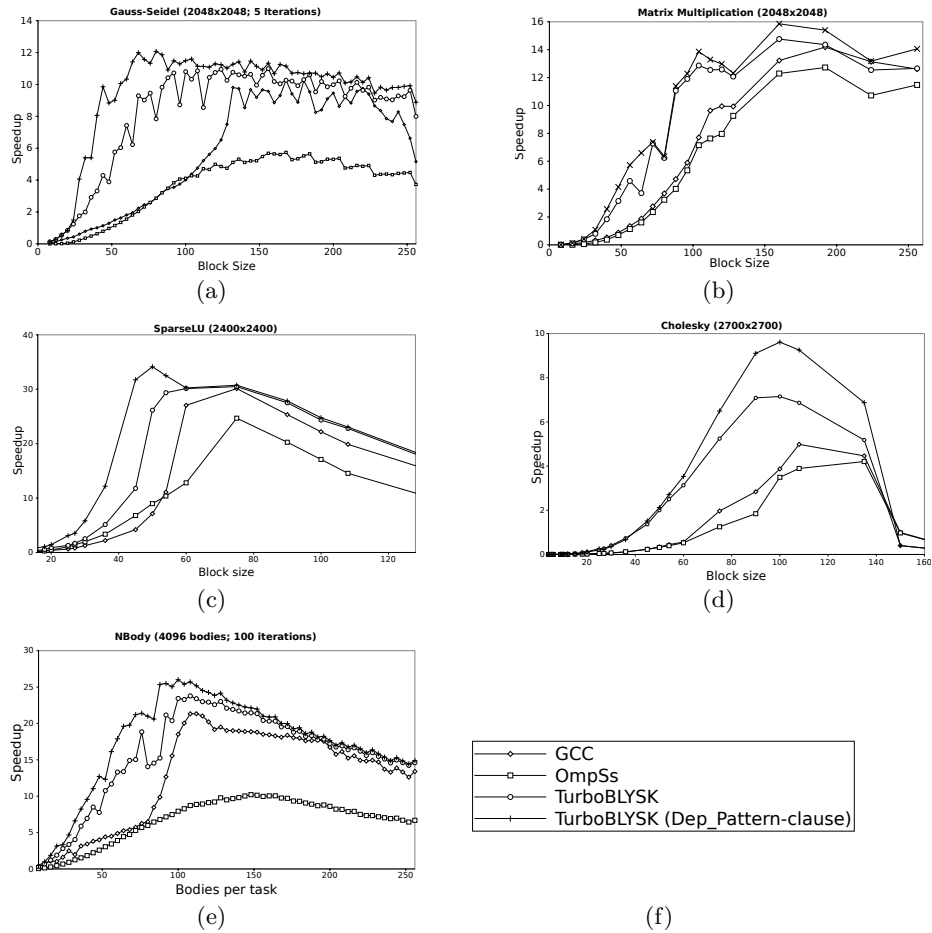 Gauss-Seidel (2048x2048; 5 Iterations)
14
12
10
8
6
4
2
0
Speedup
0
50
100
150
200
250
Block Size
(a)
Matrix Multiplication (2048x2048)
16
14
12
10
8
6
4
2
0
Speedup
0
50
100
150
200
250
Block Size
(b)
SparseLU (2400x2400)
40
30
20
10
0
Speedup
20
40
60
80
100
120
Block size
(c)
Cholesky (2700x2700)
10
8
6
4
2
0
Speedup
20
40
60
80
100
120
140
160
Block size
(d)
NBody (4096 bodies; 100 iterations)
30
25
20
15
10
5
0
Speedup
50
100
150
200
250
Bodies per task
(e)
GCC
OmpSs
TurboBLYSK
TurboBLYSK (Dep_Pattern-clause)
(f)